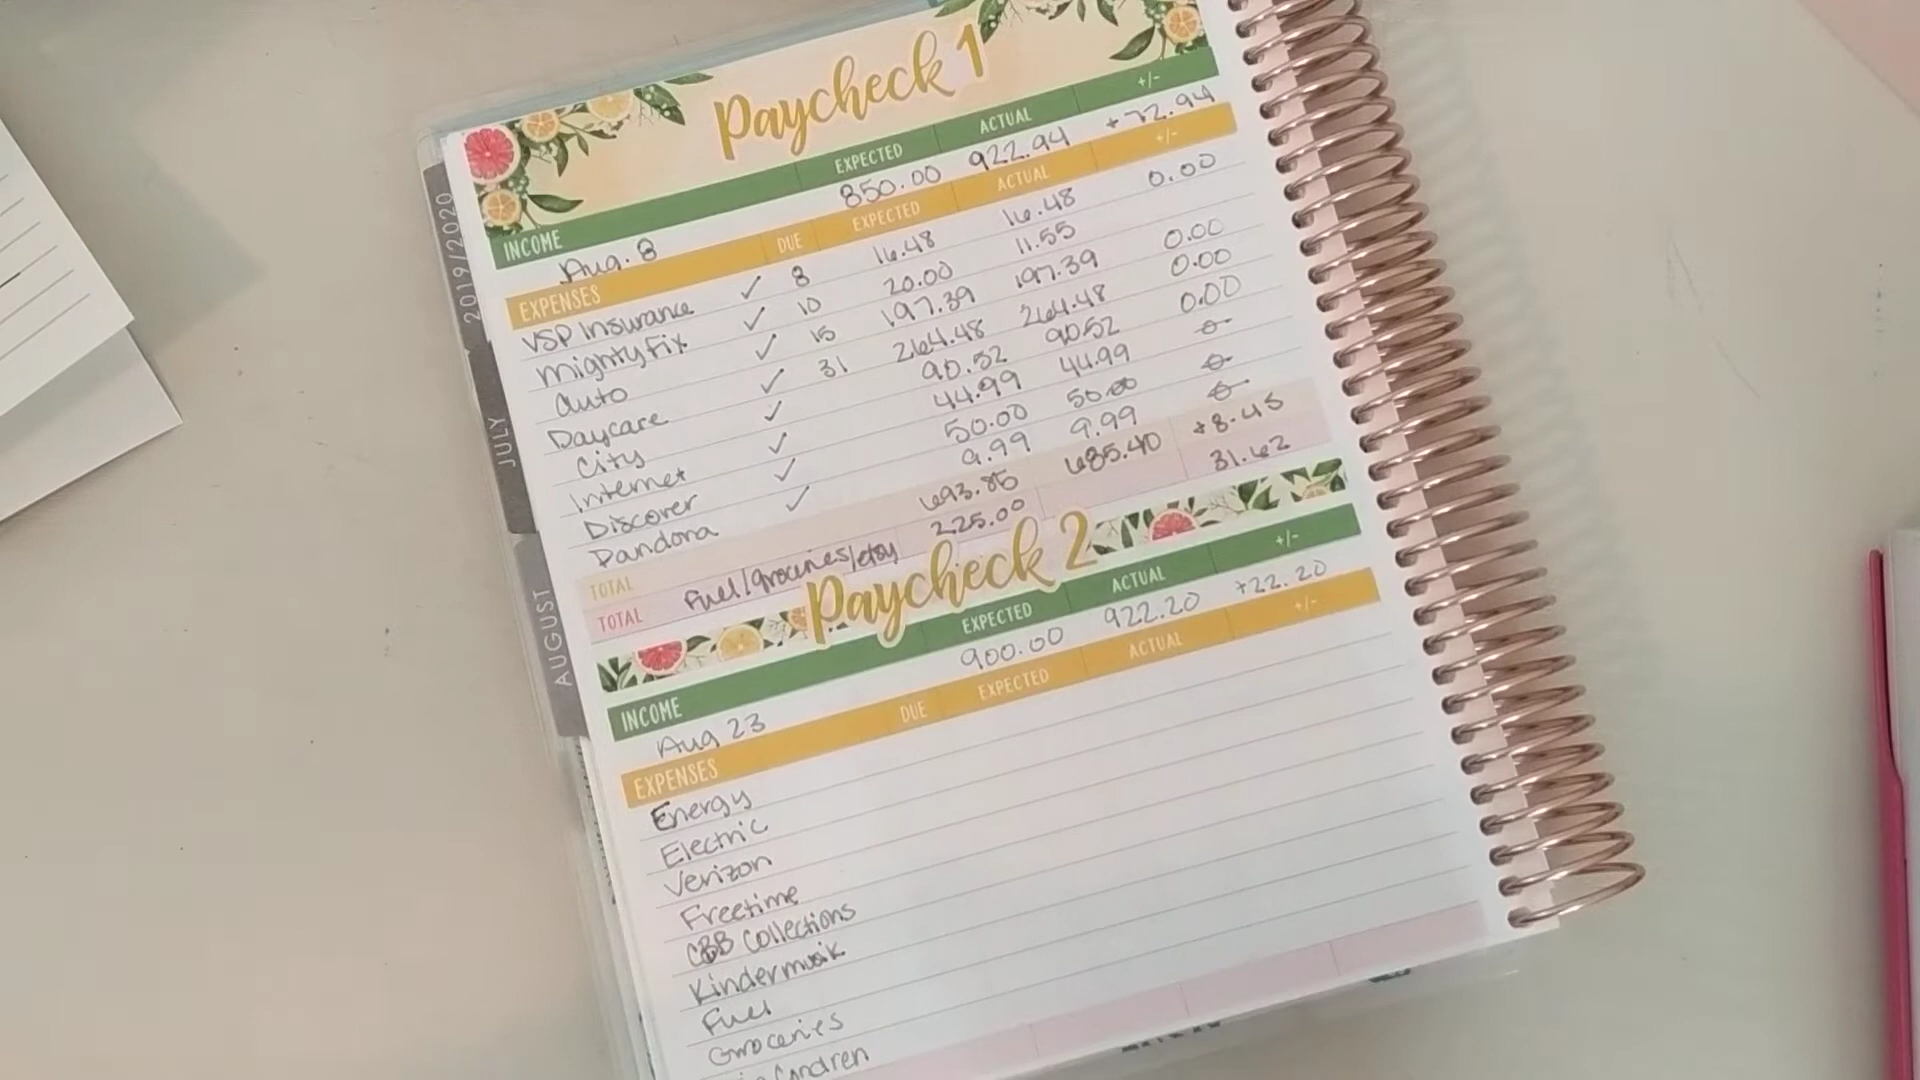 2019/2020
JULY
AUGUST
Paycheck 1
INCOME EXPECTED ACTUAL +/-
Aug. 8 850.00 922.94 +72.94
EXPENSES DUE EXPECTED ACTUAL +/-
VSP Insurance ✓ 8 16.48 16.48 0.00
Mightyfix ✓ 10 20.00 11.55
Auto ✓ 15 197.39 197.39 0.00
Daycare ✓ 31 264.48 264.48 0.00
City ✓ 90.52 90.52 0.00
Internet ✓ 44.99 44.99
Discover ✓ 50.00 50.00
Pandora ✓ 9.99 9.99
TOTAL 693.85 685.40 +8.45
TOTAL Fuel/groceries/etsy 225.00 31.62
Paycheck 2
INCOME EXPECTED ACTUAL +/-
Aug 23 900.00 922.20 +22.20
EXPENSES DUE EXPECTED ACTUAL +/-
Energy
Electric
Verizon
Freetime
CBB Collections
Kindermusik
Fuel
Groceries
Condren